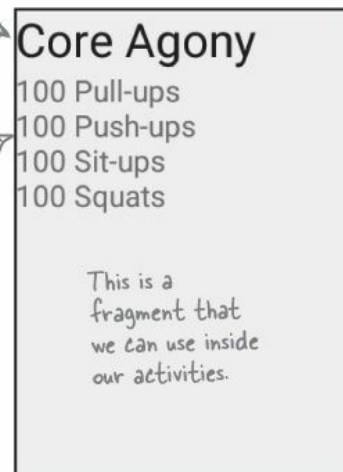 Core Agony
100 Pull-ups
100 Push-ups
100 Sit-ups
100 Squats
This is a
fragment that
we can use inside
our activities.